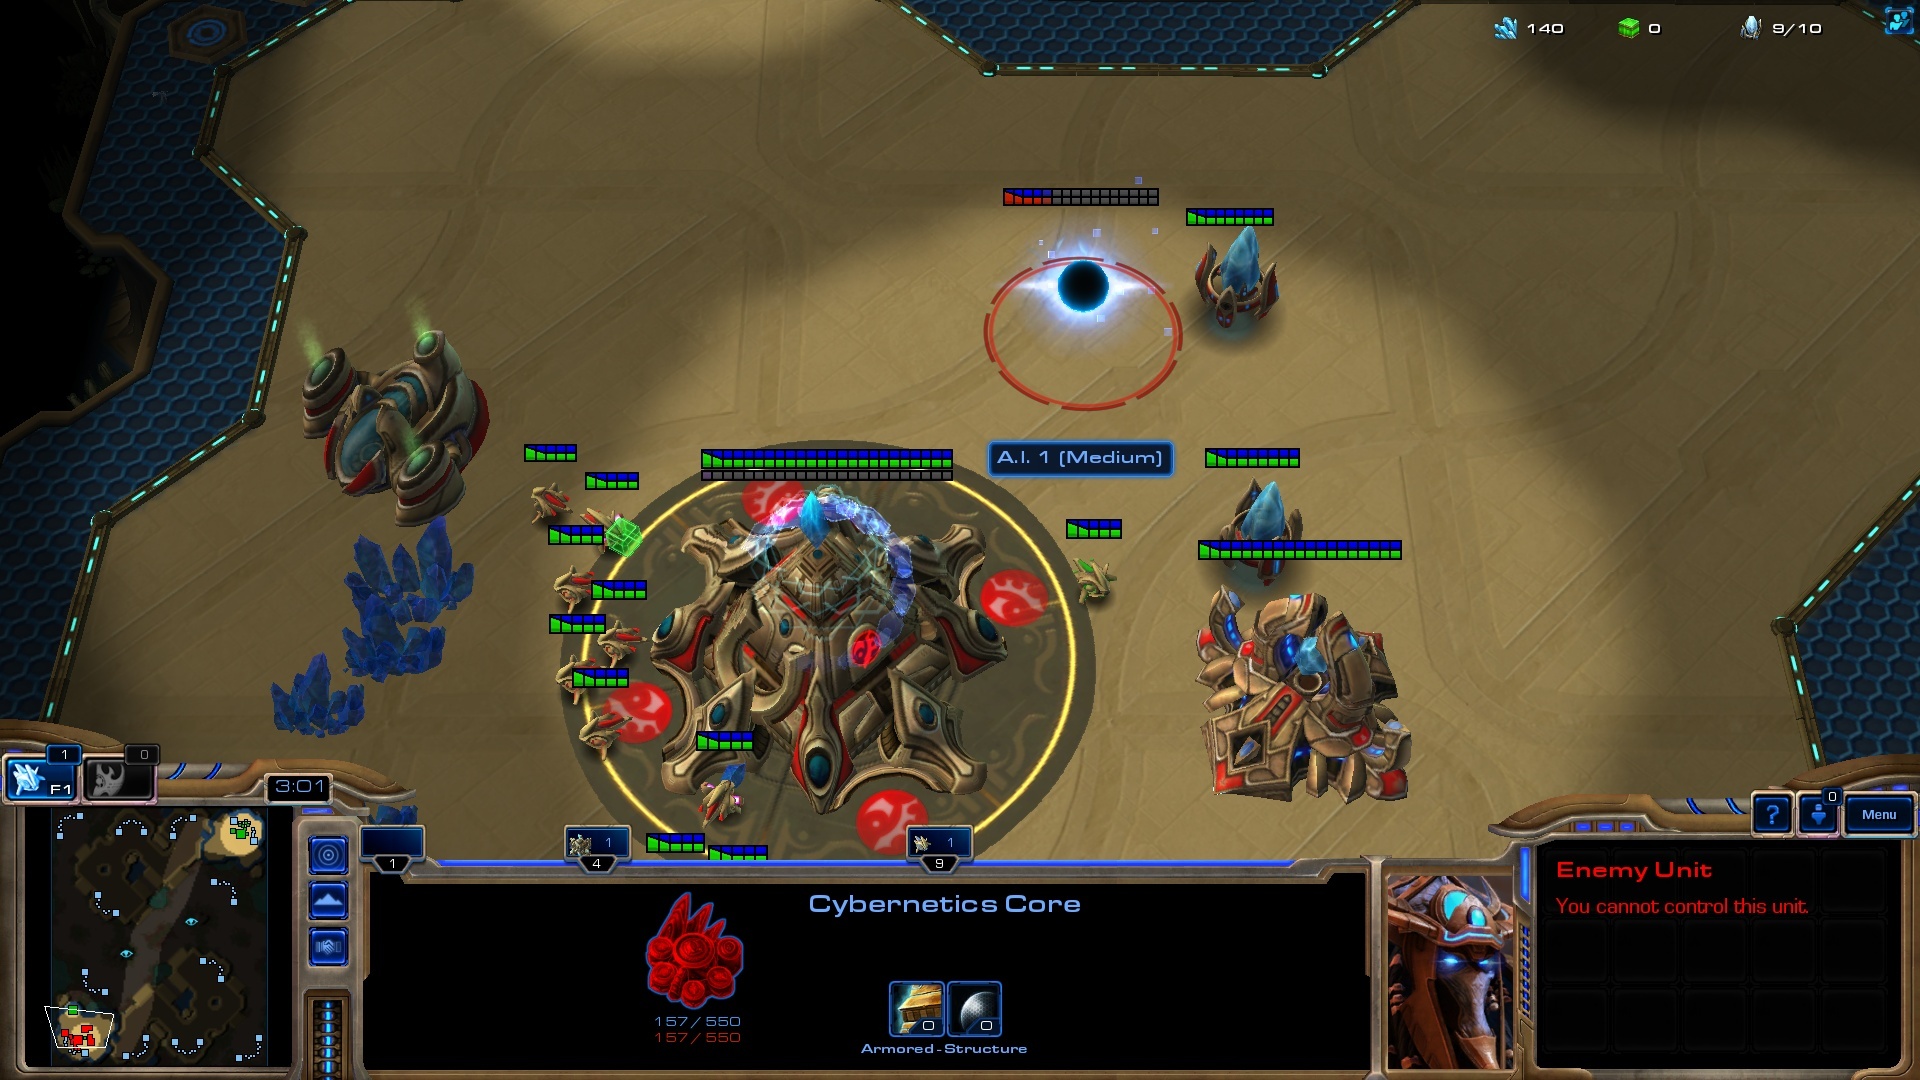 140
0
9/10
A.I. 1 (Medium)
1
0
F1
3:01
1
1
4
1
9
0
?
Menu
Cybernetics Core
157/550
157/550
0
0
Armored-Structure
Enemy Unit
You cannot control this unit.